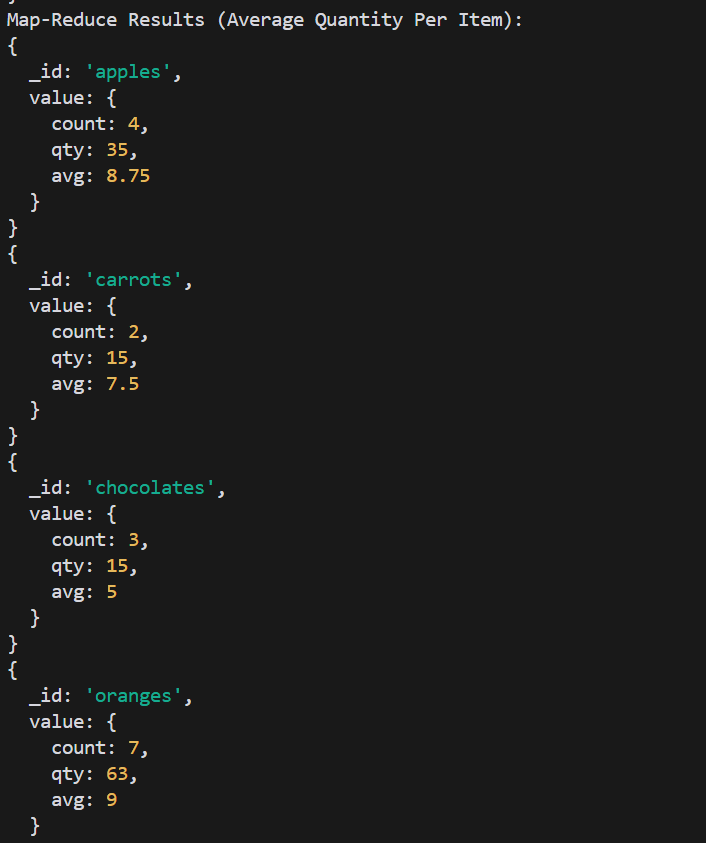 Map-Reduce Results (Average Quantity Per Item):
{
  _id: 'apples',
  value: {
    count: 4,
    qty: 35,
    avg: 8.75
  }
}
{
  _id: 'carrots',
  value: {
    count: 2,
    qty: 15,
    avg: 7.5
  }
}
{
  _id: 'chocolates',
  value: {
    count: 3,
    qty: 15,
    avg: 5
  }
}
{
  _id: 'oranges',
  value: {
    count: 7,
    qty: 63,
    avg: 9
  }